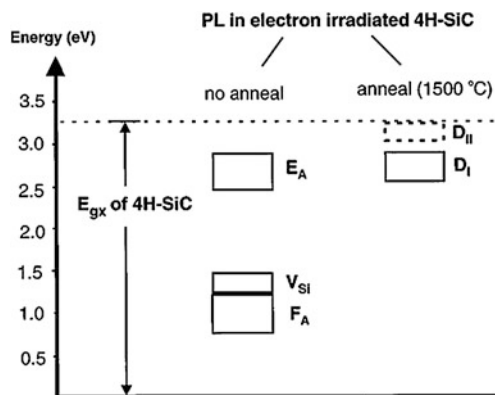 PL in electron irradiated 4H-SiC
Energy (eV)
no anneal
anneal (1500 °C)
3.5
3.0
2.5
2.0
1.5
1.0
0.5
E_gx of 4H-SiC
E_A
V_Si
F_A
D_II
D_I